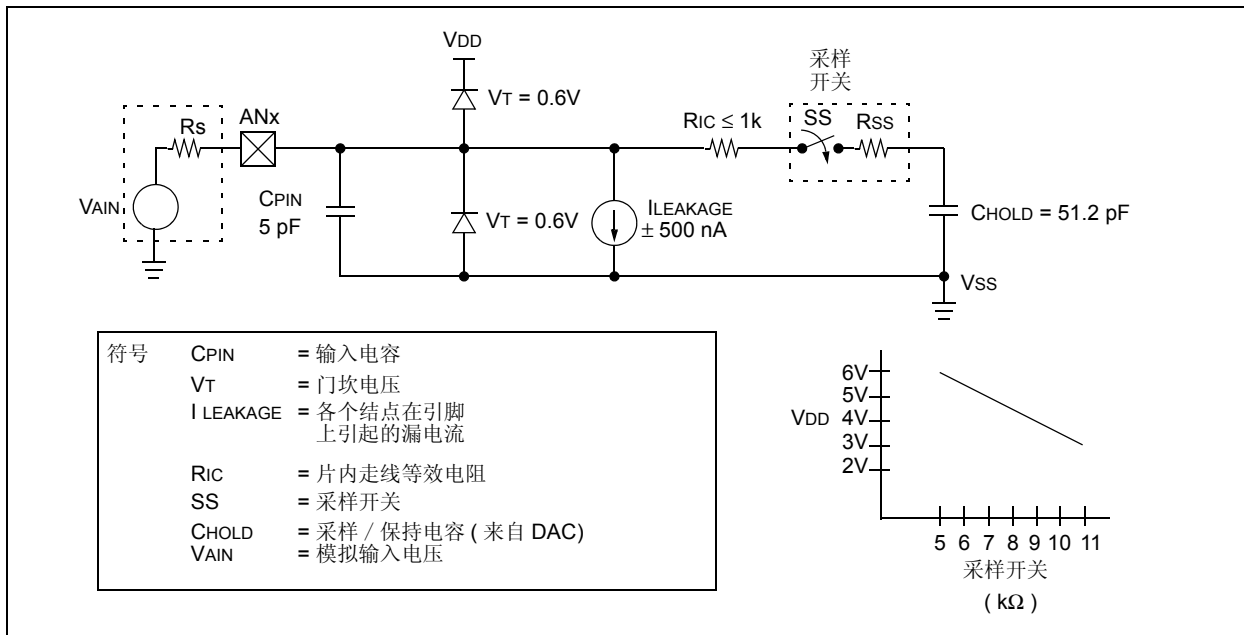 VDD
采样
开关
VT = 0.6V
Rs
ANx
RIC ≤ 1k
SS
RSS
VAIN
CPIN
5 pF
VT = 0.6V
ILEAKAGE
± 500 nA
CHOLD = 51.2 pF
VSS
符号
CPIN = 输入电容
VT = 门坎电压
I LEAKAGE = 各个结点在引脚
上引起的漏电流
RIC = 片内走线等效电阻
SS = 采样开关
CHOLD = 采样 / 保持电容 ( 来自 DAC)
VAIN = 模拟输入电压
6V
5V
VDD 4V
3V
2V
5 6 7 8 9 10 11
采样开关
( kΩ )